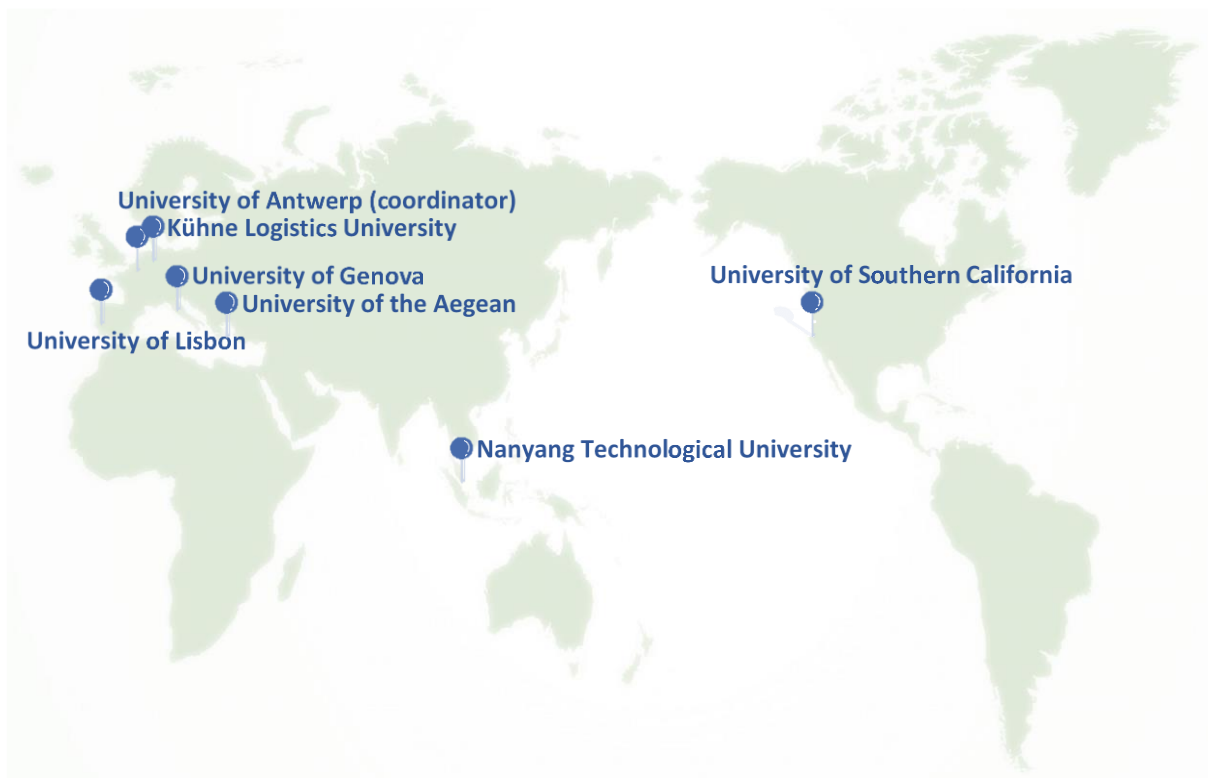 University of Antwerp (coordinator)
Kühne Logistics University
University of Genova
University of Southern California
University of the Aegean
University of Lisbon
Nanyang Technological University